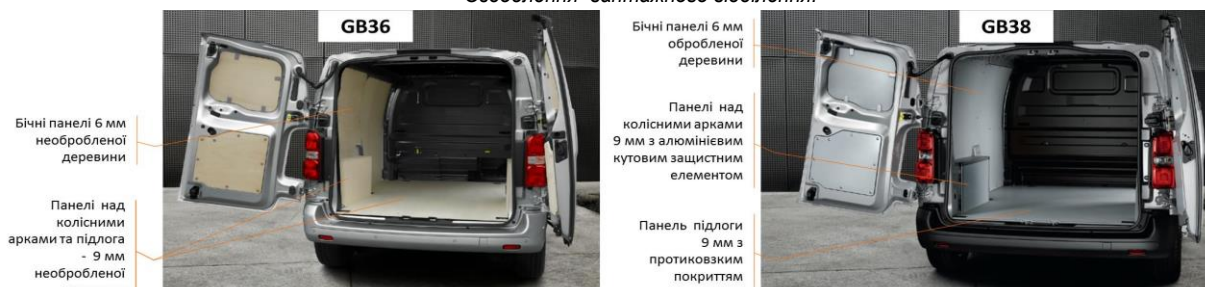 Оздоблення вантажного відділення:
GB36
Бічні панелі 6 мм
необробленої
деревини
Панелі над
колісними
арками та підлога
- 9 мм
необробленої
GB38
Бічні панелі 6 мм
обробленої
деревини
Панелі над
колісними арками
9 мм з алюмінієвим
кутовим защистним
елементом
Панель підлоги
9 мм з
протиковзким
покриттям